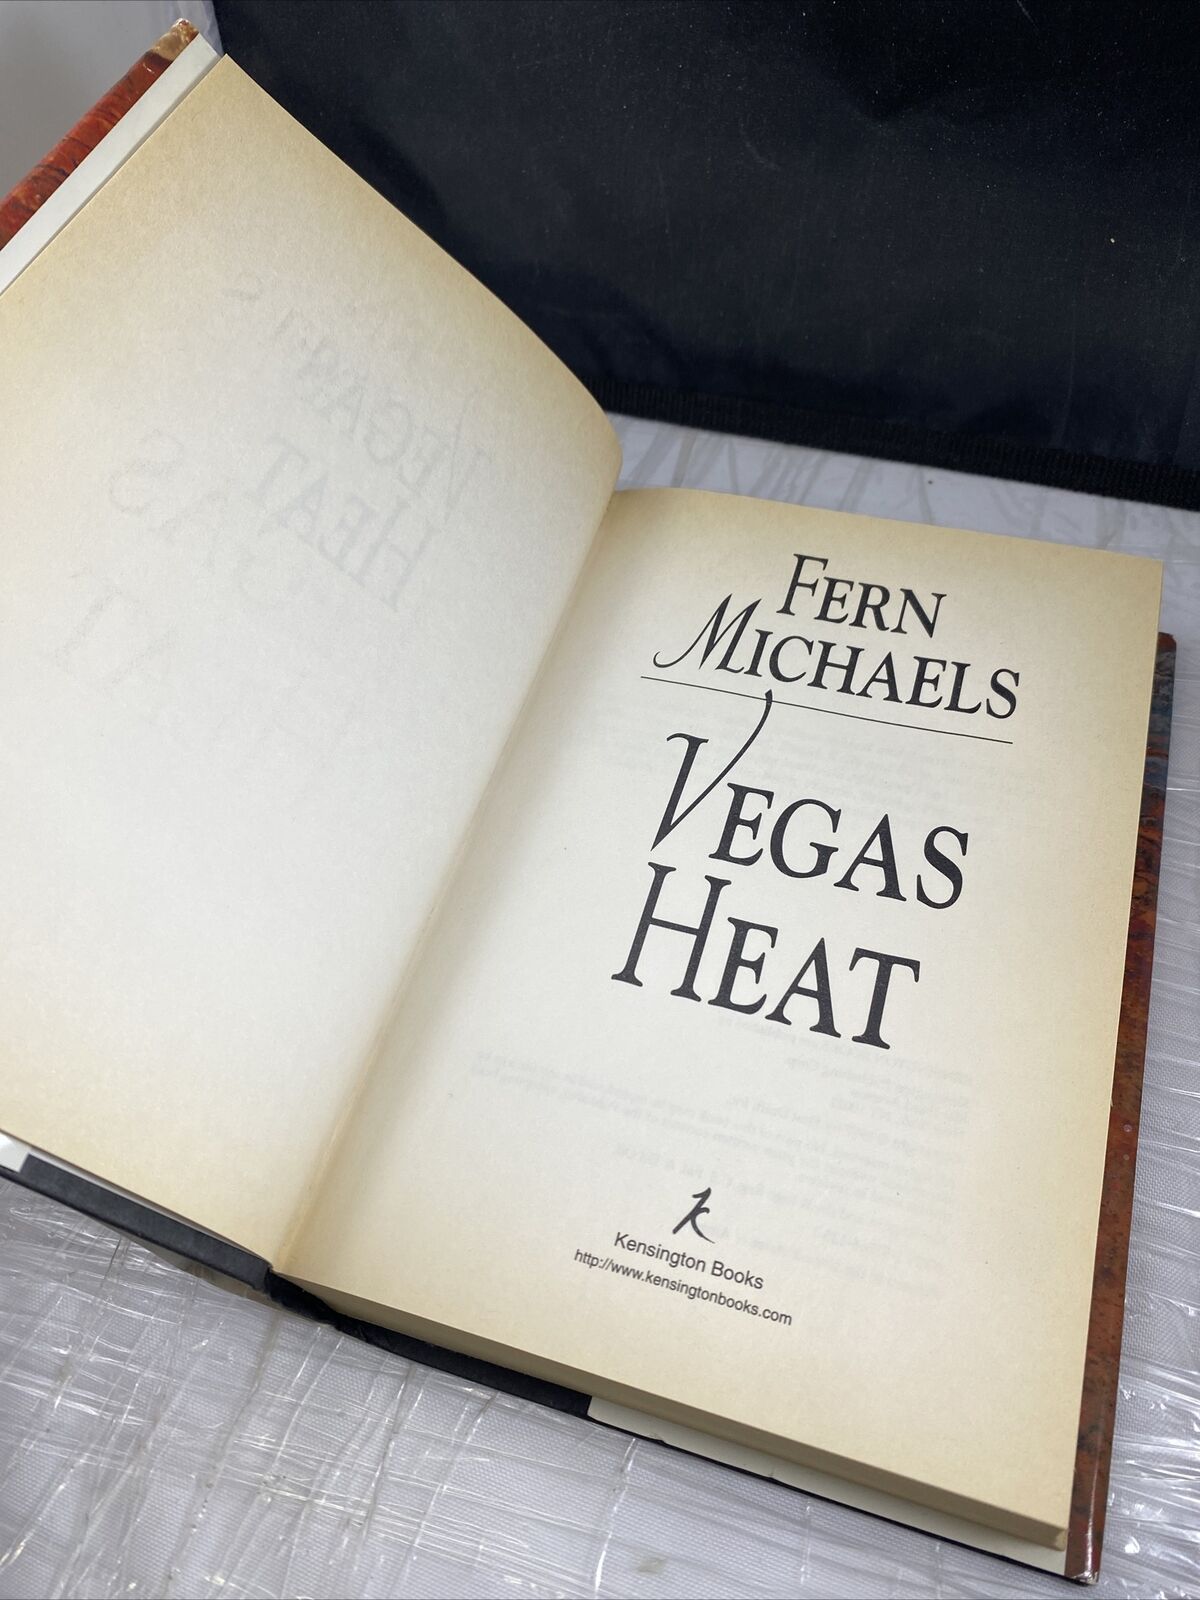 FERN
MICHAELS
VEGAS
HEAT
Kensington Books
http://www.kensingtonbooks.com